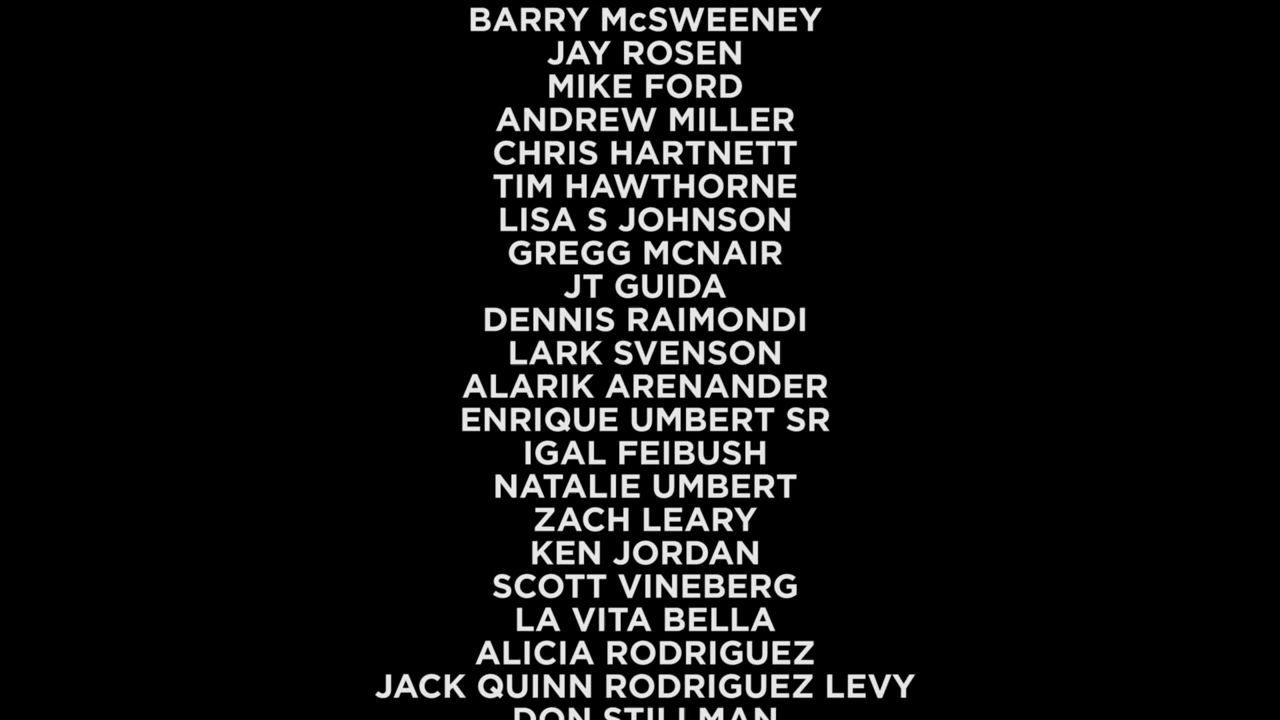 BARRY McSWEENEY
JAY ROSEN
MIKE FORD
ANDREW MILLER
CHRIS HARTNETT
TIM HAWTHORNE
LISA S JOHNSON
GREGG MCNAIR
JT GUIDA
DENNIS RAIMONDI
LARK SVENSON
ALARIK ARENANDER
ENRIQUE UMBERT SR
IGAL FEIBUSH
NATALIE UMBERT
ZACH LEARY
KEN JORDAN
SCOTT VINEBERG
LA VITA BELLA
ALICIA RODRIGUEZ
JACK QUINN RODRIGUEZ LEVY
DON STILLMAN